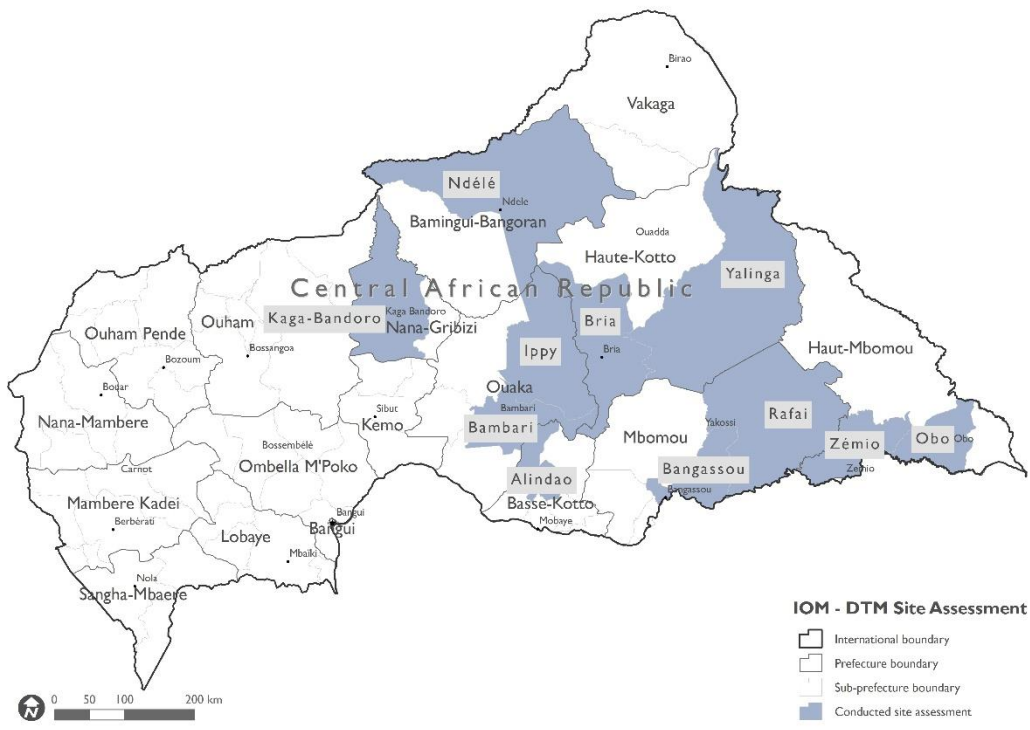 Birao
Vakaga
Ndélé
Ndele
Bamingui-Bangoran
Ouadda
Haute-Kotto
Yalinga
Central African Republic
Kaga-Bandoro
Kaga Bandoro
Nana-Gribizi
Bria
Ouham Pende
Ouham
Bossangoa
Ippy
Bria
Haut-Mbomou
Bozoum
Bouar
Ouaka
Nana-Mambere
Sibut
Kemo
Bambari
Bambari
Mbomou
Yakossi
Rafai
Zémio
Obo
Obo
Bossembélé
Ombella M'Poko
Carnot
Alindao
Bangassou
Zemio
Bangassou
Mambere Kadei
Berbérati
Basse-Kotto
Mobaye
Bangui
Bangui
Lobaye
Mbaïki
Nola
Sangha-Mbaere
IOM - DTM Site Assessment
International boundary
Prefecture boundary
Sub-prefecture boundary
Conducted site assessment
N
0 50 100 200 km